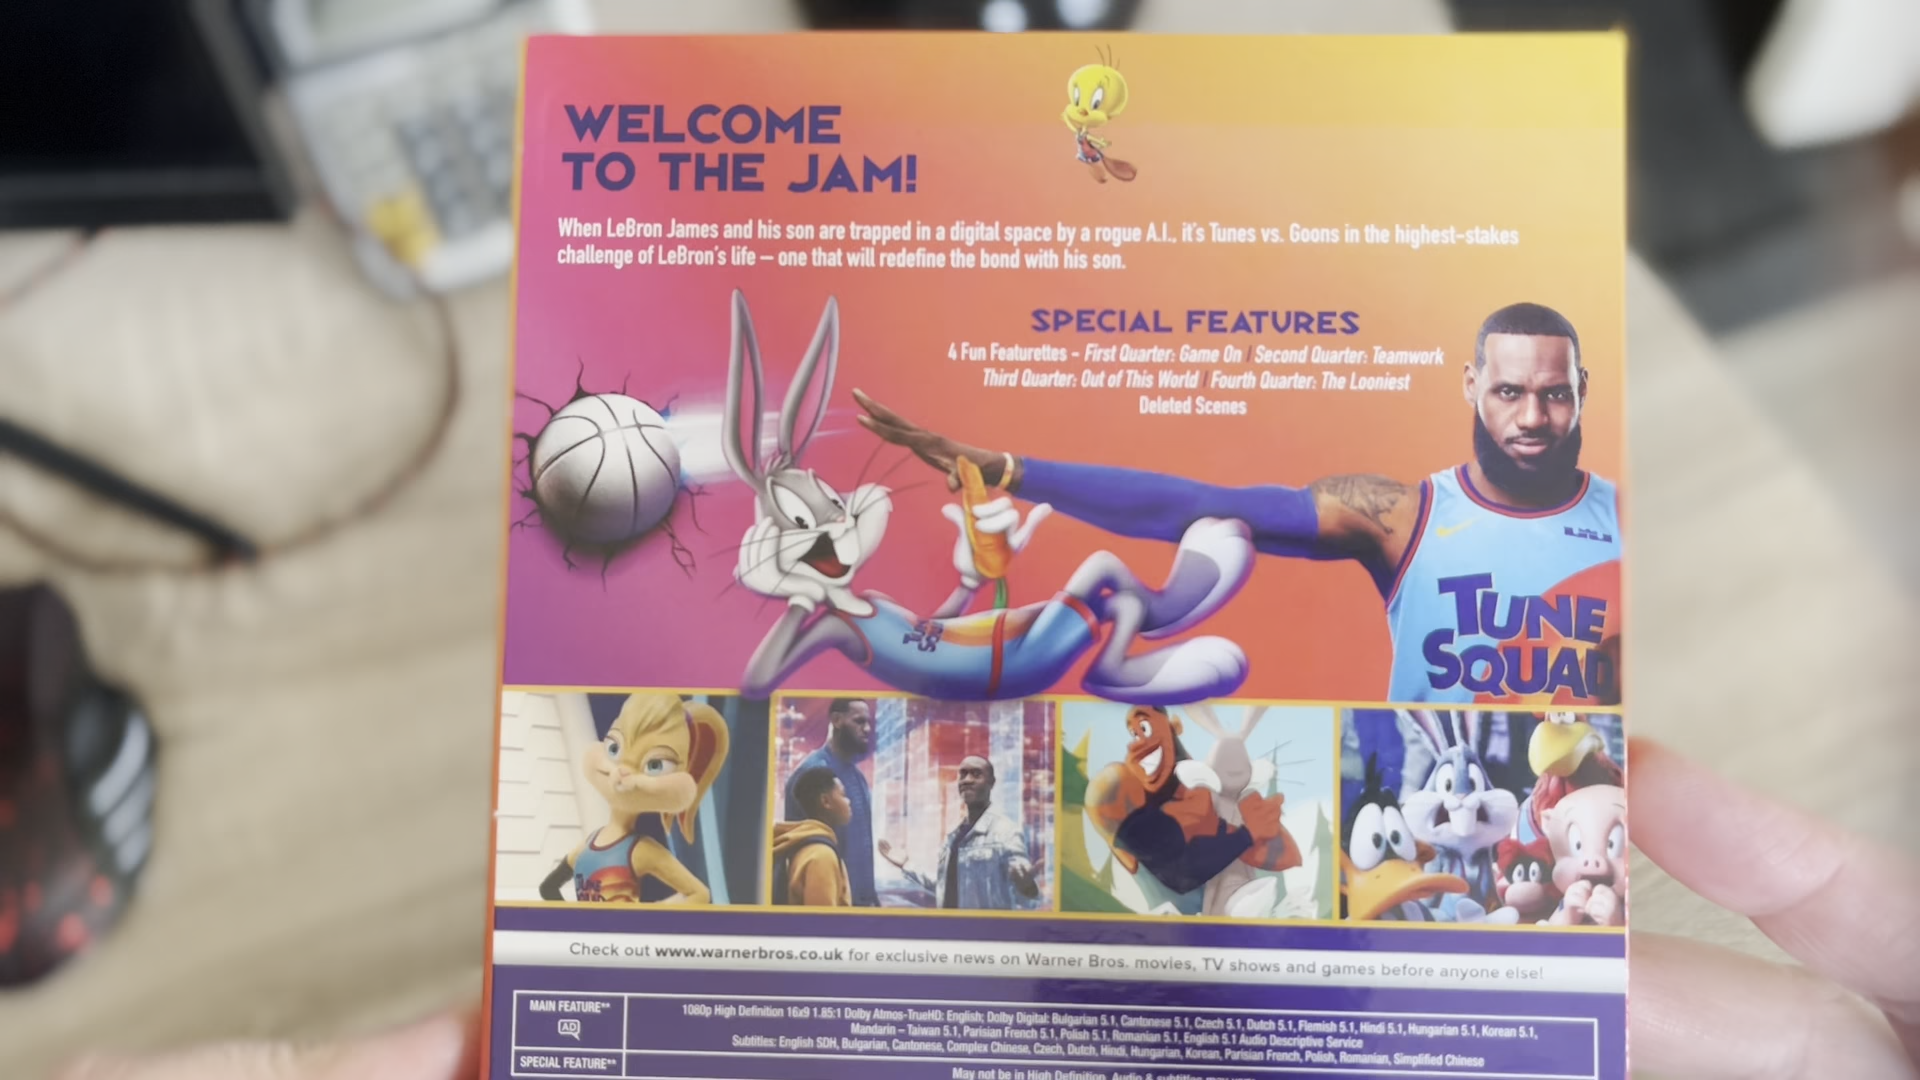 WELCOME
TO THE JAM!
When LeBron James and his son are trapped in a digital space by a rogue A.I., it's Tunes vs. Goons in the highest-stakes
challenge of LeBron's life – one that will redefine the bond with his son.
SPECIAL FEATURES
4 Fun Featurettes - First Quarter: Game On / Second Quarter: Teamwork
Third Quarter: Out of This World / Fourth Quarter: The Looniest
Deleted Scenes
TUNE
SQUAD
TUNE
SQUAD
Check out www.warnerbros.co.uk for exclusive news on Warner Bros. movies, TV shows and games before anyone else!
MAIN FEATURE**
AD
1080p High Definition 16x9 1.85:1 Dolby Atmos-TrueHD: English; Dolby Digital: Bulgarian 5.1, Cantonese 5.1, Czech 5.1, Dutch 5.1, Flemish 5.1, Hindi 5.1, Hungarian 5.1, Korean 5.1,
Mandarin – Taiwan 5.1, Parisian French 5.1, Polish 5.1, Romanian 5.1, English 5.1 Audio Descriptive Service
Subtitles: English SDH, Bulgarian, Cantonese, Complex Chinese, Czech, Dutch, Hindi, Hungarian, Korean, Parisian French, Polish, Romanian, Simplified Chinese
SPECIAL FEATURE**
May not be in High Definition. Audio & subtitles may